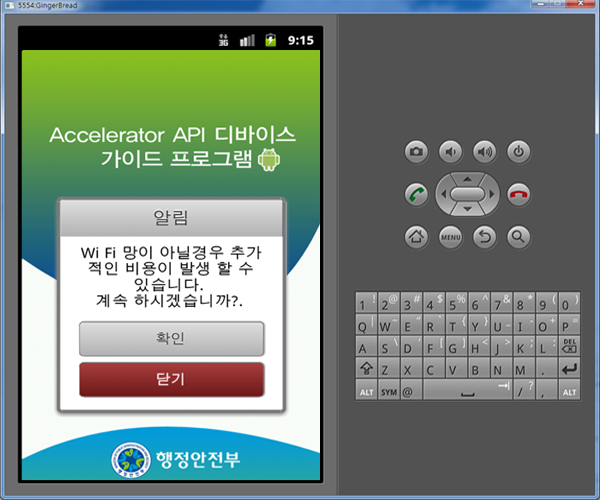 5554:GingerBread
3G 9:15
Accelerator API 디바이스
가이드 프로그램
알림
Wi Fi 망이 아닐경우 추가
적인 비용이 발생 할 수
있습니다.
계속 하시겠습니까?.
확인
닫기
행정안전부
MENU
1 ! 2 @ 3 # 4 $ 5 % 6 ^ 7 & 8 * 9 ( 0 )
Q | W ~ E " R ` T { Y } U _ I - O + P =
A S \ D ' F [ G ] H < J > K ; L : DEL
Z X C V B N M .
ALT SYM @ / ? , ALT